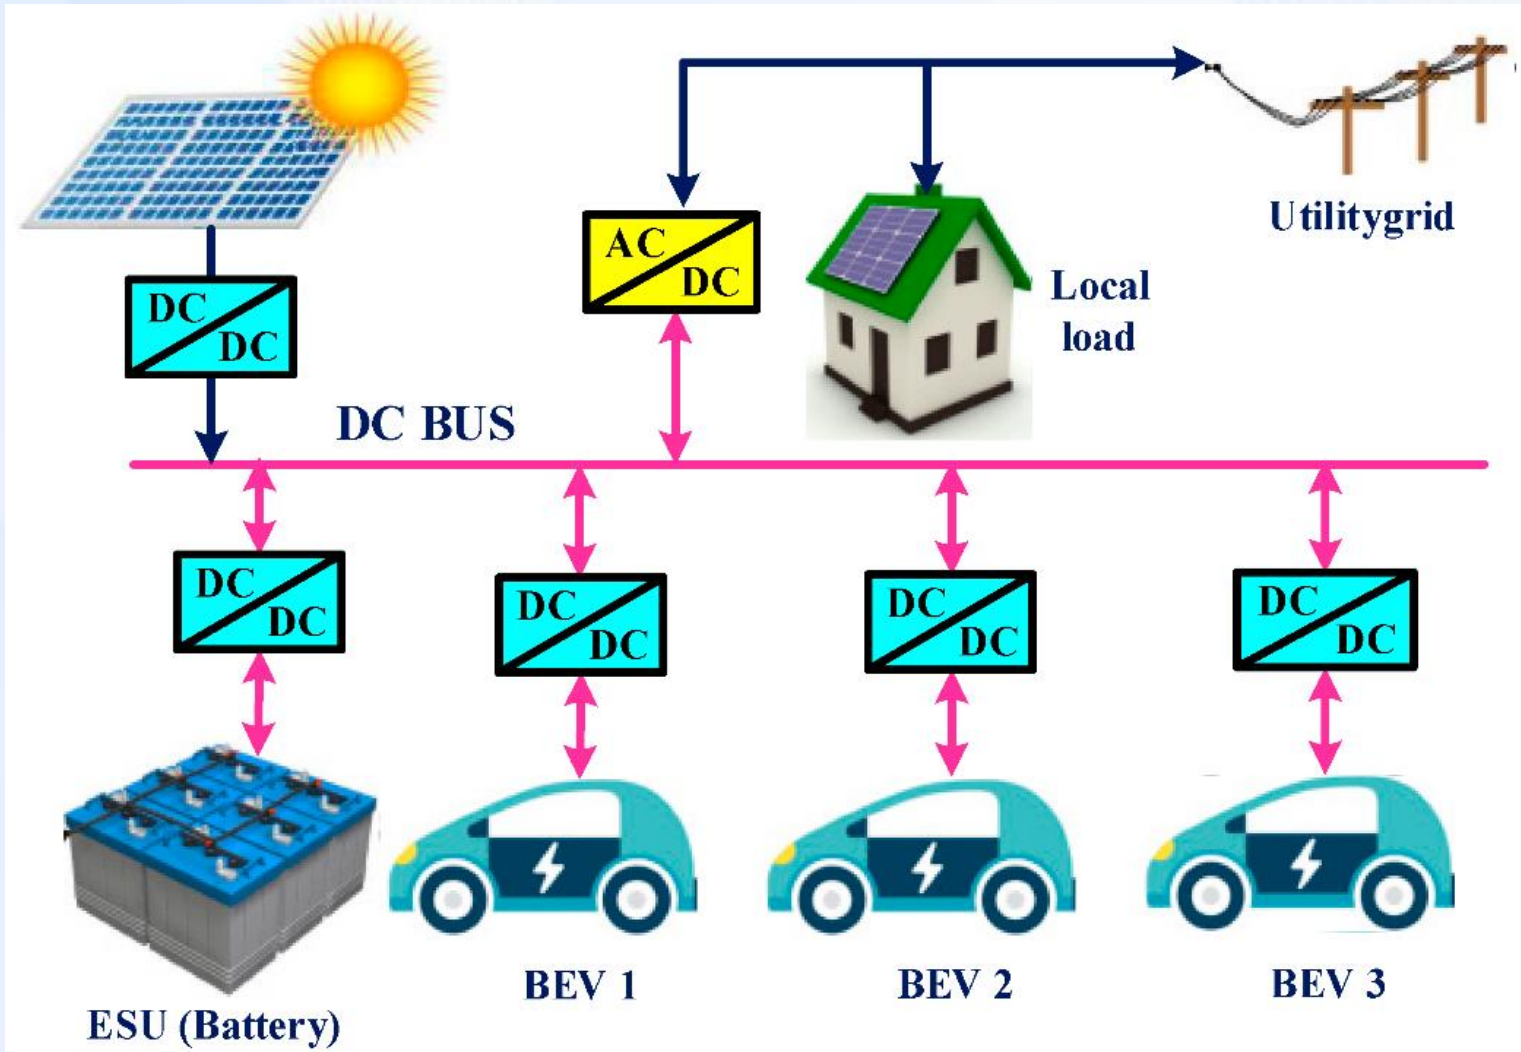 AC
DC
Utilitygrid
DC
DC
Local
load
DC BUS
DC
DC
DC
DC
DC
DC
DC
DC
BEV 1
BEV 2
BEV 3
ESU (Battery)